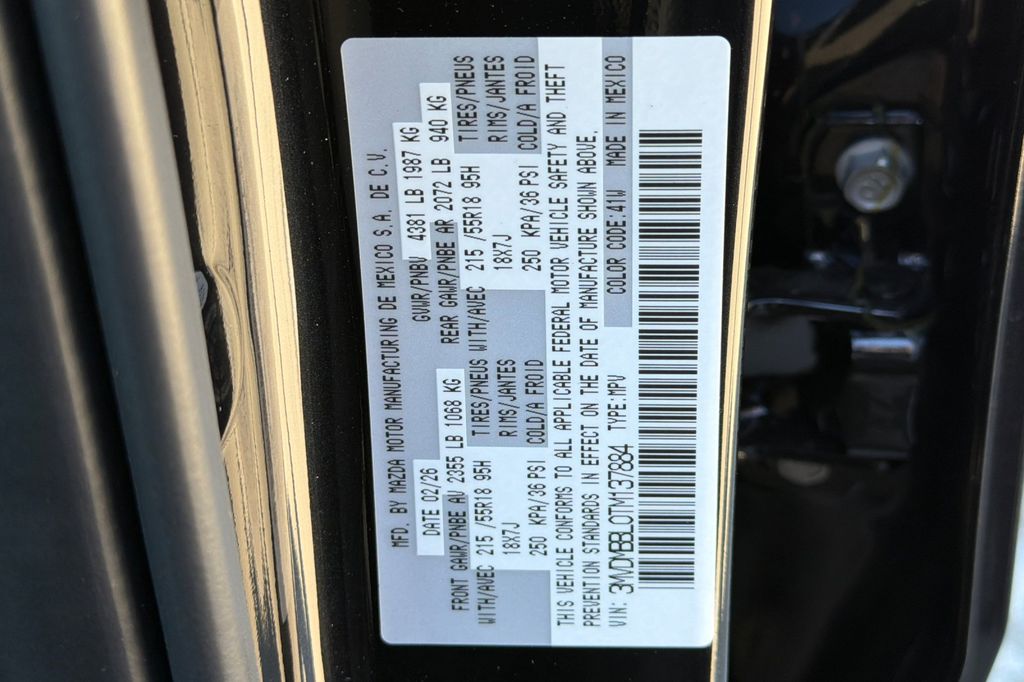 MFD. BY MAZDA MOTOR MANUFACTURING DE MEXICO S.A. DE C.V.
DATE 02/26 GVWR/PNBV 4381 LB 1987 KG
FRONT GAWR/PNBE AV 2355 LB 1068 KG REAR GAWR/PNBE AR 2072 LB 940 KG
WITH/AVEC 215 /55R18 95H TIRES/PNEUS WITH/AVEC 215 /55R18 95H TIRES/PNEUS
18X7J RIMS/JANTES 18X7J RIMS/JANTES
250 KPA/36 PSI COLD/A FROID 250 KPA/36 PSI COLD/A FROID
THIS VEHICLE CONFORMS TO ALL APPLICABLE FEDERAL MOTOR VEHICLE SAFETY AND THEFT
PREVENTION STANDARDS IN EFFECT ON THE DATE OF MANUFACTURE SHOWN ABOVE.
VIN: 3MVDMBBL0TM137884 TYPE:MPV COLOR CODE:41W MADE IN MEXICO